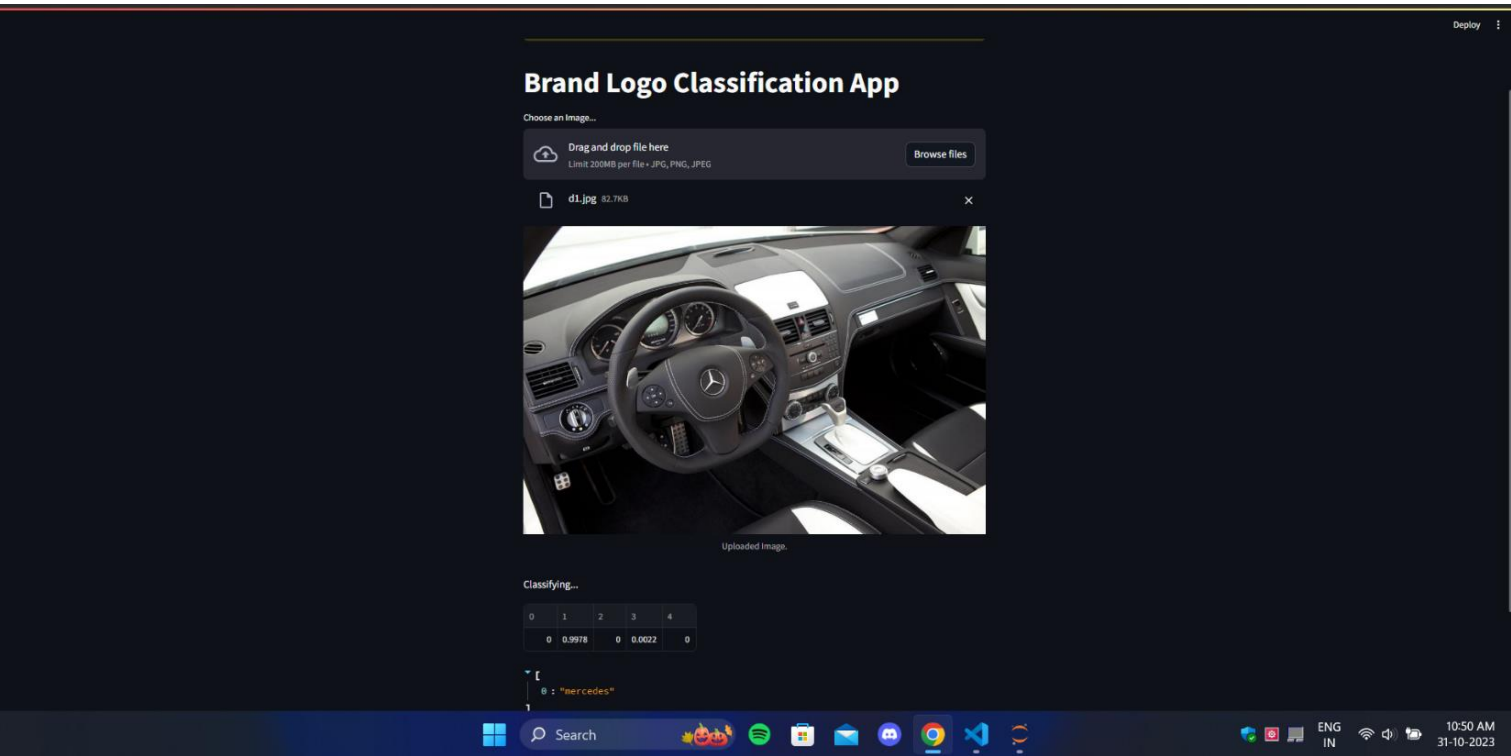 Deploy
Brand Logo Classification App
Choose an Image...
Drag and drop file here
Limit 200MB per file • JPG, PNG, JPEG
Browse files
d1.jpg 82.7KB
Uploaded Image.
Classifying...
0 1 2 3 4
0 0.9978 0 0.0022 0
[
0 : "mercedes"
]
Search
ENG
IN
10:50 AM
31-10-2023